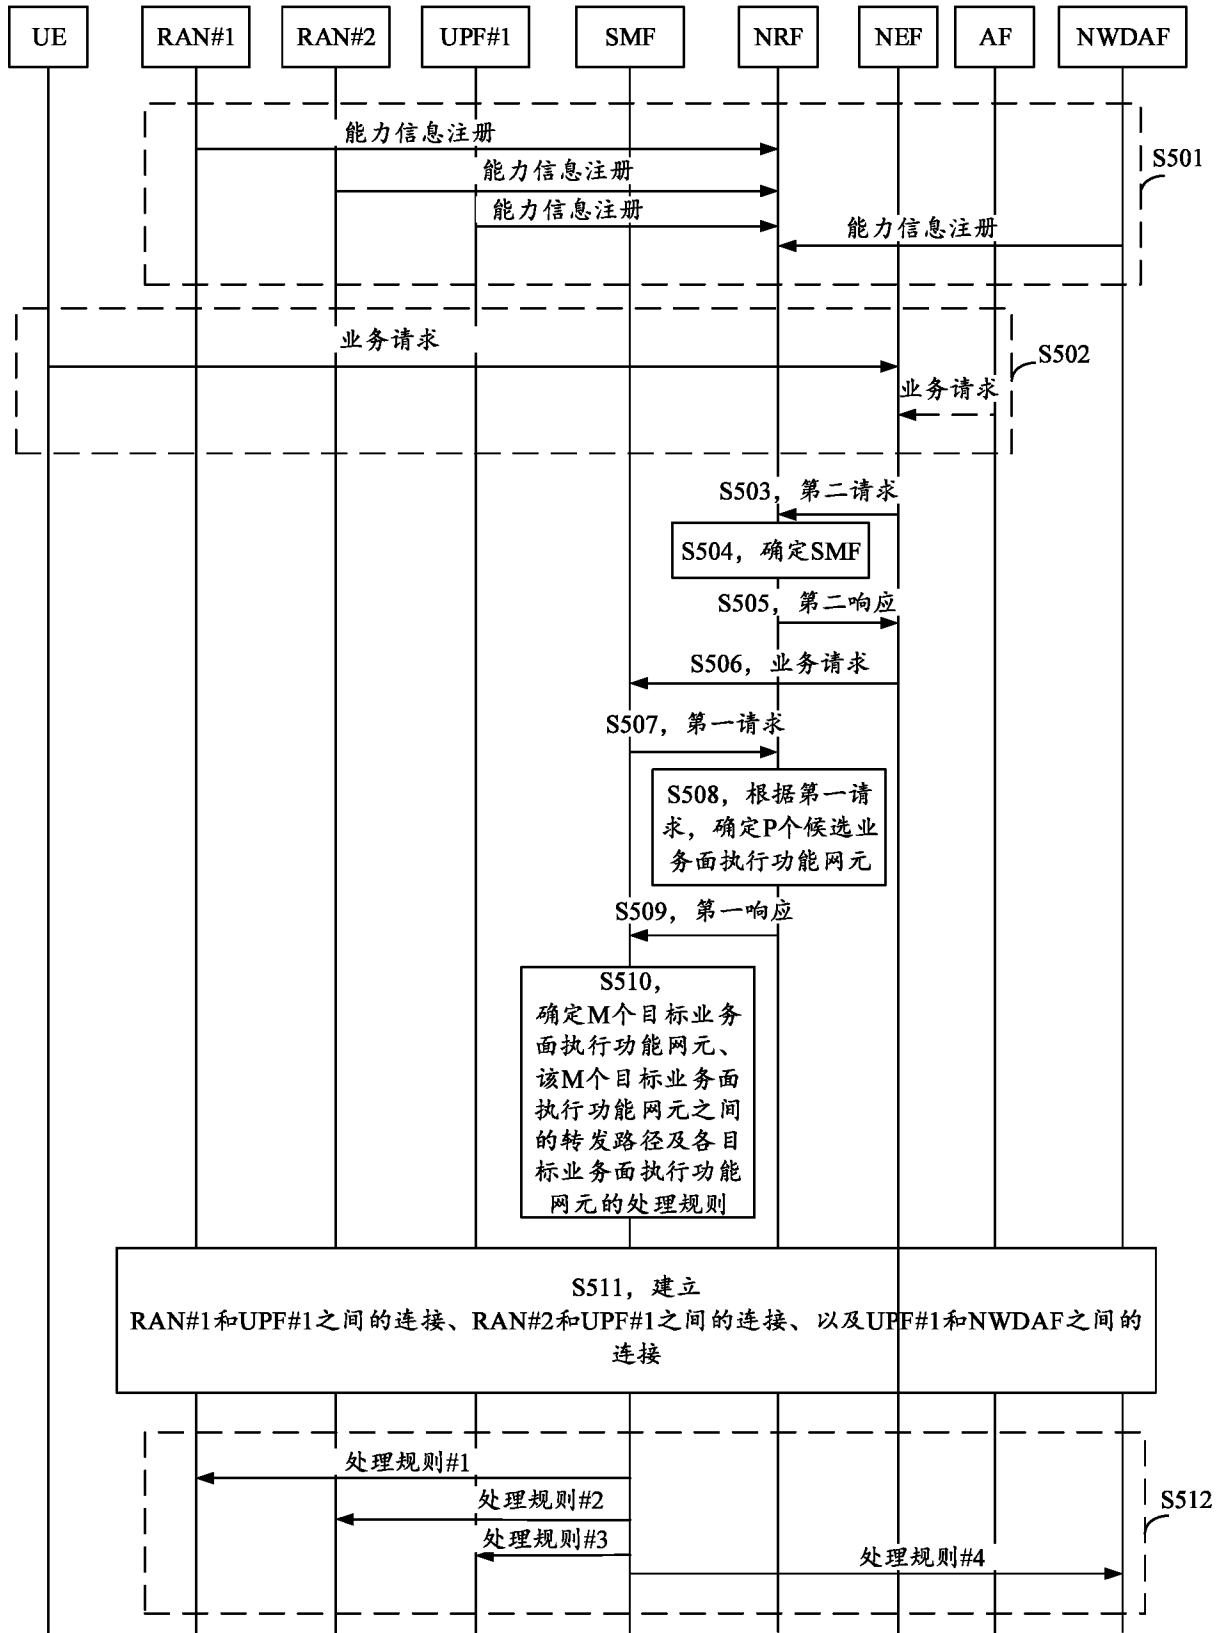 UE
RAN#1
RAN#2
UPF#1
SMF
NRF
NEF
AF
NWDAF
能力信息注册
S501
能力信息注册
能力信息注册
能力信息注册
业务请求
S502
业务请求
S503，第二请求
S504，确定SMF
S505，第二响应
S506，业务请求
S507，第一请求
S508，根据第一请
求，确定P个候选业
务面执行功能网元
S509，第一响应
S510，
确定M个目标业务
面执行功能网元、
该M个目标业务面
执行功能网元之间
的转发路径及各目
标业务面执行功能
网元的处理规则
S511，建立
RAN#1和UPF#1之间的连接、RAN#2和UPF#1之间的连接、以及UPF#1和NWDAF之间的
连接
处理规则#1
处理规则#2
S512
处理规则#3
处理规则#4